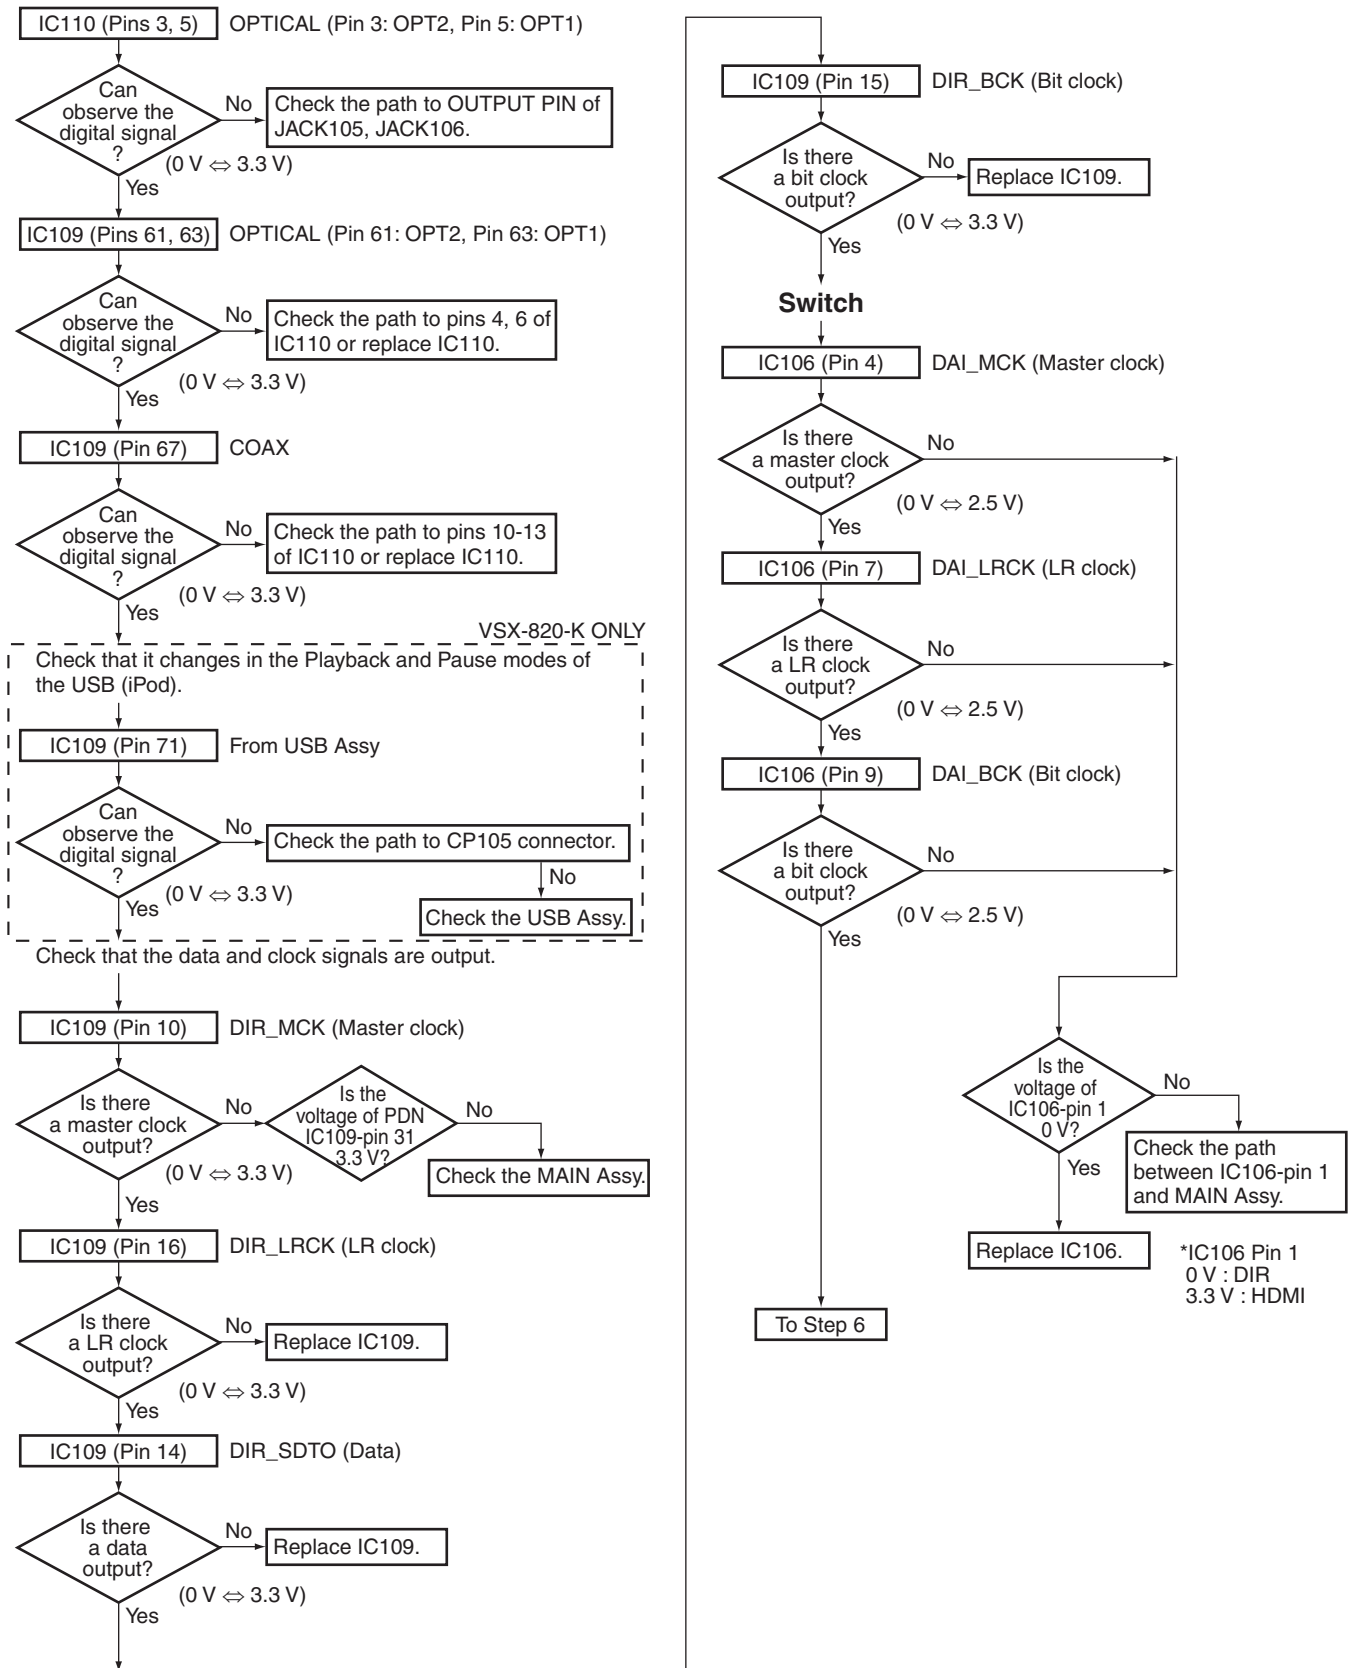 IC110 (Pins 3, 5)
OPTICAL (Pin 3: OPT2, Pin 5: OPT1)
Can
observe the
digital signal
?
No
Check the path to OUTPUT PIN of
JACK105, JACK106.
(0 V ⇔ 3.3 V)
Yes
IC109 (Pins 61, 63)
OPTICAL (Pin 61: OPT2, Pin 63: OPT1)
Can
observe the
digital signal
?
No
Check the path to pins 4, 6 of
IC110 or replace IC110.
(0 V ⇔ 3.3 V)
Yes
IC109 (Pin 67)
COAX
Can
observe the
digital signal
?
No
Check the path to pins 10-13
of IC110 or replace IC110.
(0 V ⇔ 3.3 V)
Yes
VSX-820-K ONLY
Check that it changes in the Playback and Pause modes of
the USB (iPod).
IC109 (Pin 71)
From USB Assy
Can
observe the
digital signal
?
No
Check the path to CP105 connector.
No
Check the USB Assy.
(0 V ⇔ 3.3 V)
Yes
Check that the data and clock signals are output.
IC109 (Pin 10)
DIR_MCK (Master clock)
Is there
a master clock
output?
No
Is the
voltage of PDN
IC109-pin 31
3.3 V?
No
Check the MAIN Assy.
(0 V ⇔ 3.3 V)
Yes
IC109 (Pin 16)
DIR_LRCK (LR clock)
Is there
a LR clock
output?
No
Replace IC109.
(0 V ⇔ 3.3 V)
Yes
IC109 (Pin 14)
DIR_SDTO (Data)
Is there
a data
output?
No
Replace IC109.
(0 V ⇔ 3.3 V)
Yes
IC109 (Pin 15)
DIR_BCK (Bit clock)
Is there
a bit clock
output?
No
Replace IC109.
(0 V ⇔ 3.3 V)
Yes
Switch
IC106 (Pin 4)
DAI_MCK (Master clock)
Is there
a master clock
output?
No
(0 V ⇔ 2.5 V)
Yes
IC106 (Pin 7)
DAI_LRCK (LR clock)
Is there
a LR clock
output?
No
(0 V ⇔ 2.5 V)
Yes
IC106 (Pin 9)
DAI_BCK (Bit clock)
Is there
a bit clock
output?
No
(0 V ⇔ 2.5 V)
Yes
Is the
voltage of
IC106-pin 1
0 V?
No
Check the path
between IC106-pin 1
and MAIN Assy.
Yes
Replace IC106.
*IC106 Pin 1
0 V : DIR
3.3 V : HDMI
To Step 6